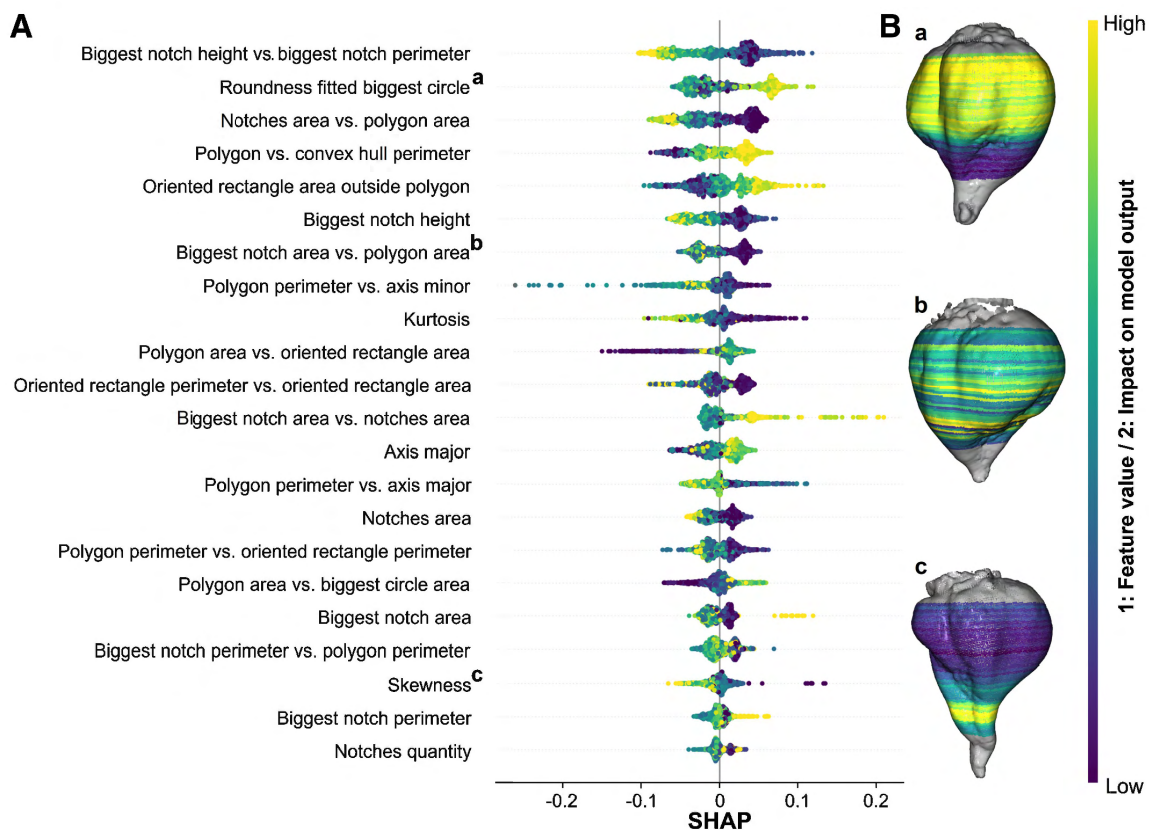 A
Biggest notch height vs. biggest notch perimeter
Roundness fitted biggest circle a
Notches area vs. polygon area
Polygon vs. convex hull perimeter
Oriented rectangle area outside polygon
Biggest notch height
Biggest notch area vs. polygon area b
Polygon perimeter vs. axis minor
Kurtosis
Polygon area vs. oriented rectangle area
Oriented rectangle perimeter vs. oriented rectangle area
Biggest notch area vs. notches area
Axis major
Polygon perimeter vs. axis major
Notches area
Polygon perimeter vs. oriented rectangle perimeter
Polygon area vs. biggest circle area
Biggest notch area
Biggest notch perimeter vs. polygon perimeter
Skewness c
Biggest notch perimeter
Notches quantity
-0.2 -0.1 0 0.1 0.2
SHAP
B
a
b
c
High
1: Feature value / 2: Impact on model output
Low